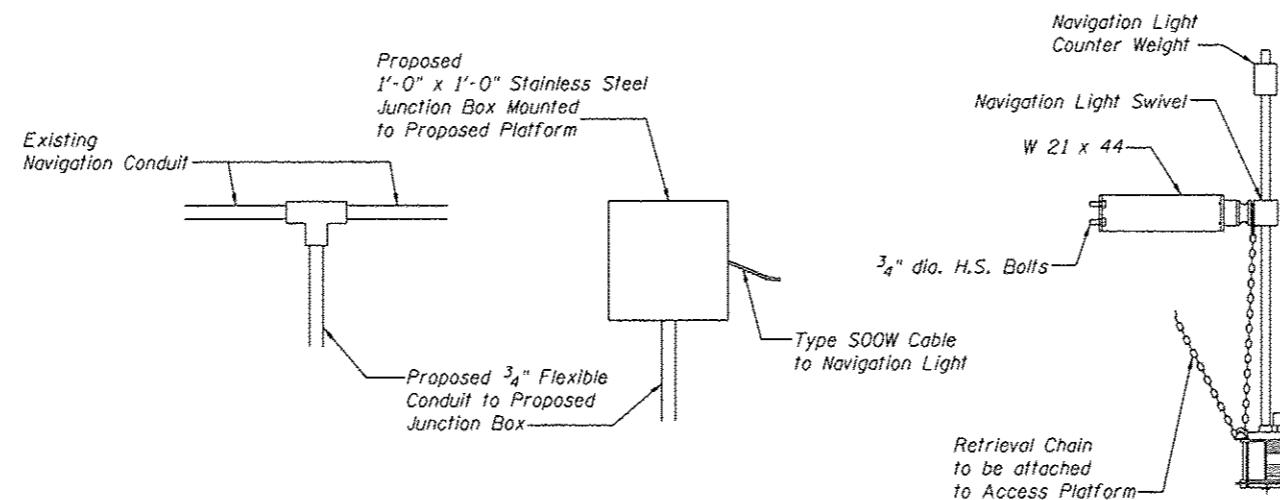 Existing
Navigation Conduit
Proposed
1'-0" x 1'-0" Stainless Steel
Junction Box Mounted
to Proposed Platform
Proposed 3/4" Flexible
Conduit to Proposed
Junction Box
Type SOOW Cable
to Navigation Light
Navigation Light
Counter Weight
Navigation Light Swivel
W 21 x 44
3/4" dia. H.S. Bolts
Retrieval Chain
to be attached
to Access Platform